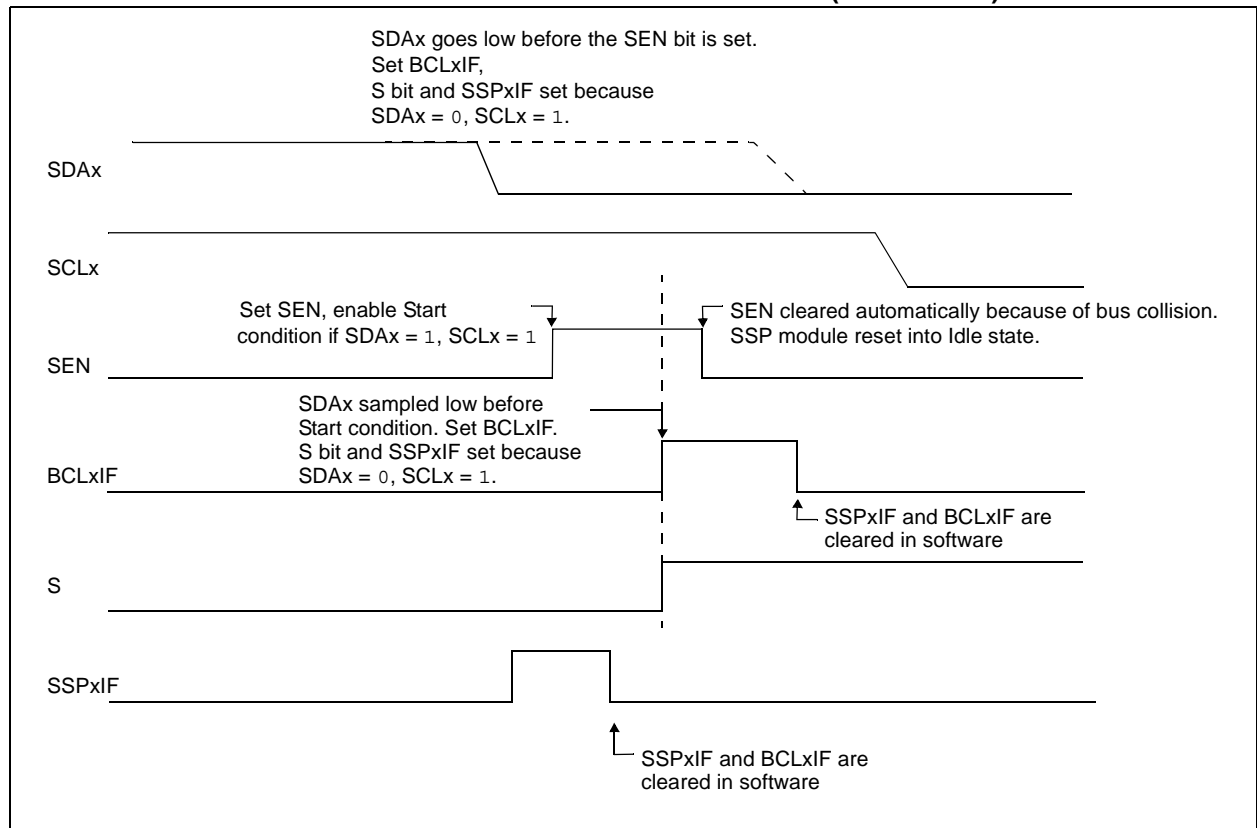 SDAx goes low before the SEN bit is set.
Set BCLxIF,
S bit and SSPxIF set because
SDAx = 0, SCLx = 1.
SDAx
SCLx
Set SEN, enable Start
condition if SDAx = 1, SCLx = 1
SEN cleared automatically because of bus collision.
SSP module reset into Idle state.
SEN
SDAx sampled low before
Start condition. Set BCLxIF.
S bit and SSPxIF set because
SDAx = 0, SCLx = 1.
BCLxIF
SSPxIF and BCLxIF are
cleared in software
S
SSPxIF
SSPxIF and BCLxIF are
cleared in software